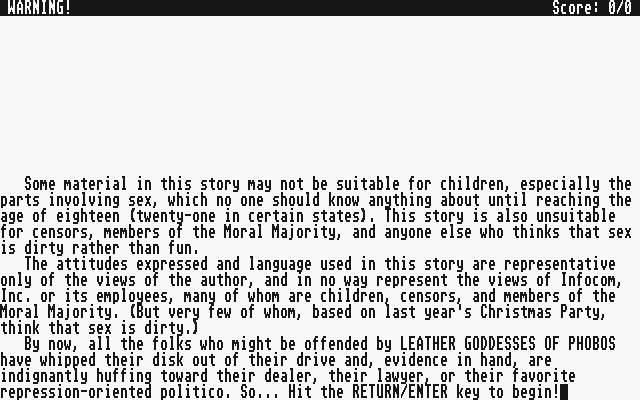 WARNING! Score: 0/0
Some material in this story may not be suitable for children, especially the
parts involving sex, which no one should know anything about until reaching the
age of eighteen (twenty-one in certain states). This story is also unsuitable
for censors, members of the Moral Majority, and anyone else who thinks that sex
is dirty rather than fun.
The attitudes expressed and language used in this story are representative
only of the views of the author, and in no way represent the views of Infocom,
Inc. or its employees, many of whom are children, censors, and members of the
Moral Majority. (But very few of whom, based on last year's Christmas Party,
think that sex is dirty.)
By now, all the folks who might be offended by LEATHER GODDESSES OF PHOBOS
have whipped their disk out of their drive and, evidence in hand, are
indignantly huffing toward their dealer, their lawyer, or their favorite
repression-oriented politico. So... Hit the RETURN/ENTER key to begin!